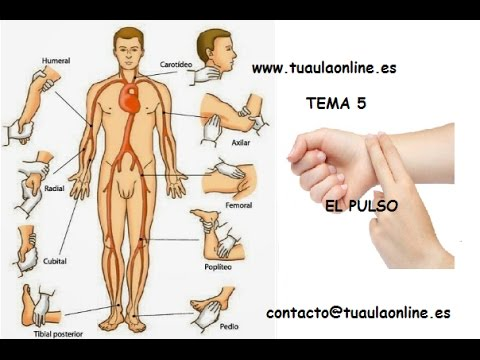 Humeral
Carotídeo
www.tuaulaonline.es
TEMA 5
Axilar
Radial
Femoral
EL PULSO
Cubital
Poplíteo
Tibial posterior
Pedio
contacto@tuaulaonline.es